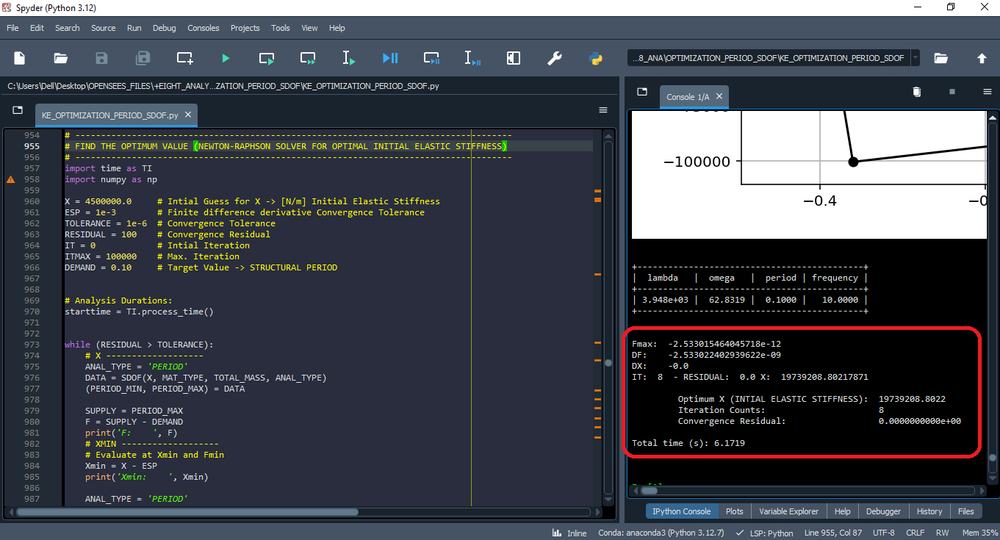 Spyder (Python 3.12)
File Edit Search Source Run Debug Consoles Projects Tools View Help
...8_ANA\OPTIMIZATION_PERIOD_SDOF\KE_OPTIMIZATION_PERIOD_SDOF
C:\Users\Dell\Desktop\OPENSEES_FILES\+EIGHT_ANALY...ZATION_PERIOD_SDOF\KE_OPTIMIZATION_PERIOD_SDOF.py
KE_OPTIMIZATION_PERIOD_SDOF.py
954 # -------------------------------------------------------------------------------------
955 # FIND THE OPTIMUM VALUE (NEWTON-RAPHSON SOLVER FOR OPTIMAL INITIAL ELASTIC STIFFNESS)
956 # -------------------------------------------------------------------------------------
957 import time as TI
958 import numpy as np
959
960 X = 4500000.0 # Intial Guess for X -> [N/m] Initial Elastic Stiffness
961 ESP = 1e-3 # Finite difference derivative Convergence Tolerance
962 TOLERANCE = 1e-6 # Convergence Tolerance
963 RESIDUAL = 100 # Convergence Residual
964 IT = 0 # Intial Iteration
965 ITMAX = 100000 # Max. Iteration
966 DEMAND = 0.10 # Target Value -> STRUCTURAL PERIOD
967
968
969 # Analysis Durations:
970 starttime = TI.process_time()
971
972
973 while (RESIDUAL > TOLERANCE):
974 # X -------------------
975 ANAL_TYPE = 'PERIOD'
976 DATA = SDOF(X, MAT_TYPE, TOTAL_MASS, ANAL_TYPE)
977 (PERIOD_MIN, PERIOD_MAX) = DATA
978
979 SUPPLY = PERIOD_MAX
980 F = SUPPLY - DEMAND
981 print('F: ', F)
982 # XMIN -------------------
983 # Evaluate at Xmin and Fmin
984 Xmin = X - ESP
985 print('Xmin: ', Xmin)
986
987 ANAL_TYPE = 'PERIOD'
Console 1/A
−100000
−0.4
+--------------------------------------------+
| lambda | omega | period | frequency |
+--------------------------------------------+
| 3.948e+03 | 62.8319 | 0.1000 | 10.0000 |
+--------------------------------------------+
Fmax: -2.533015464045718e-12
DF: -2.533022402939622e-09
DX: -0.0
IT: 8 - RESIDUAL: 0.0 X: 19739208.80217871
Optimum X (INTIAL ELASTIC STIFFNESS): 19739208.8022
Iteration Counts: 8
Convergence Residual: 0.0000000000e+00
Total time (s): 6.1719
IPython Console Plots Variable Explorer Help Debugger History Files
Inline Conda: anaconda3 (Python 3.12.7) LSP: Python Line 955, Col 87 UTF-8 CRLF RW Mem 35%